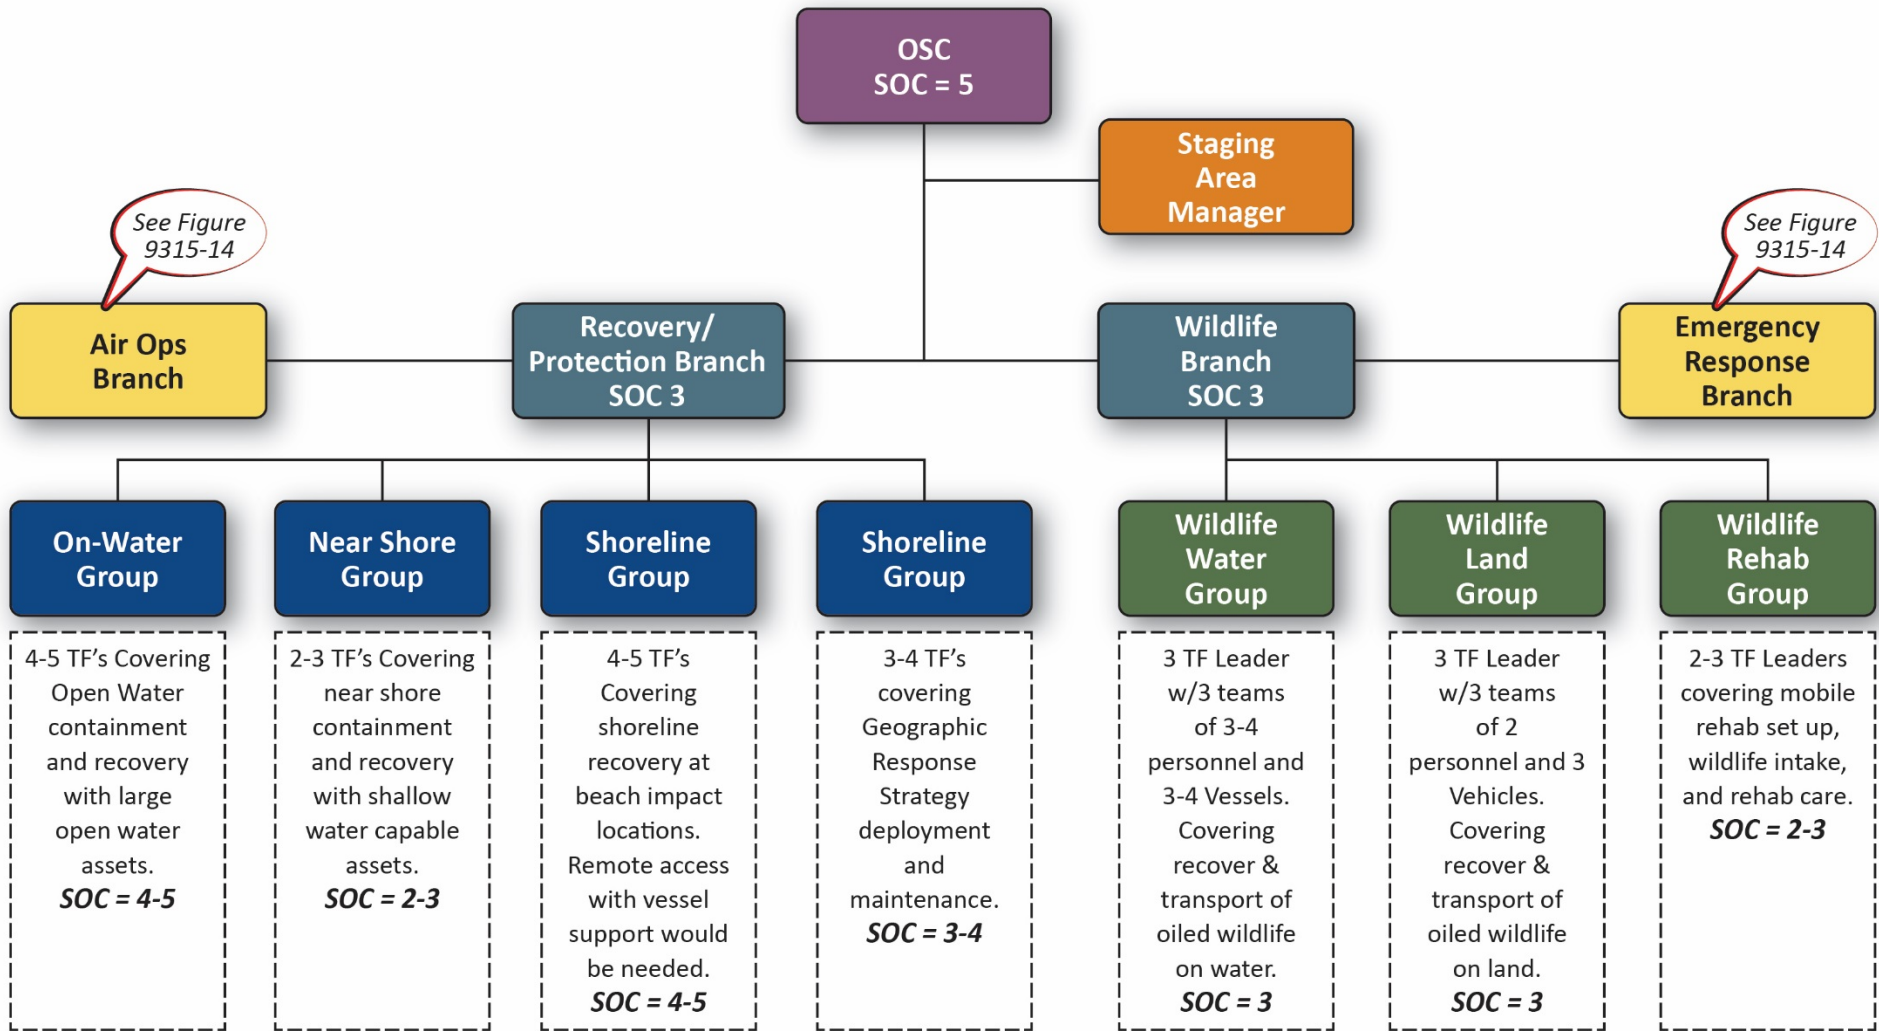 OSC
SOC = 5
Staging
Area
Manager
See Figure
9315-14
See Figure
9315-14
Air Ops
Branch
Recovery/
Protection Branch
SOC 3
Wildlife
Branch
SOC 3
Emergency
Response
Branch
On-Water
Group
Near Shore
Group
Shoreline
Group
Shoreline
Group
Wildlife
Water
Group
Wildlife
Land
Group
Wildlife
Rehab
Group
4-5 TF’s Covering
Open Water
containment
and recovery
with large
open water
assets.
SOC = 4-5
2-3 TF’s Covering
near shore
containment
and recovery
with shallow
water capable
assets.
SOC = 2-3
4-5 TF’s
Covering
shoreline
recovery at
beach impact
locations.
Remote access
with vessel
support would
be needed.
SOC = 4-5
3-4 TF’s
covering
Geographic
Response
Strategy
deployment
and
maintenance.
SOC = 3-4
3 TF Leader
w/3 teams
of 3-4
personnel and
3-4 Vessels.
Covering
recover &
transport of
oiled wildlife
on water.
SOC = 3
3 TF Leader
w/3 teams
of 2
personnel and 3
Vehicles.
Covering
recover &
transport of
oiled wildlife
on land.
SOC = 3
2-3 TF Leaders
covering mobile
rehab set up,
wildlife intake,
and rehab care.
SOC = 2-3